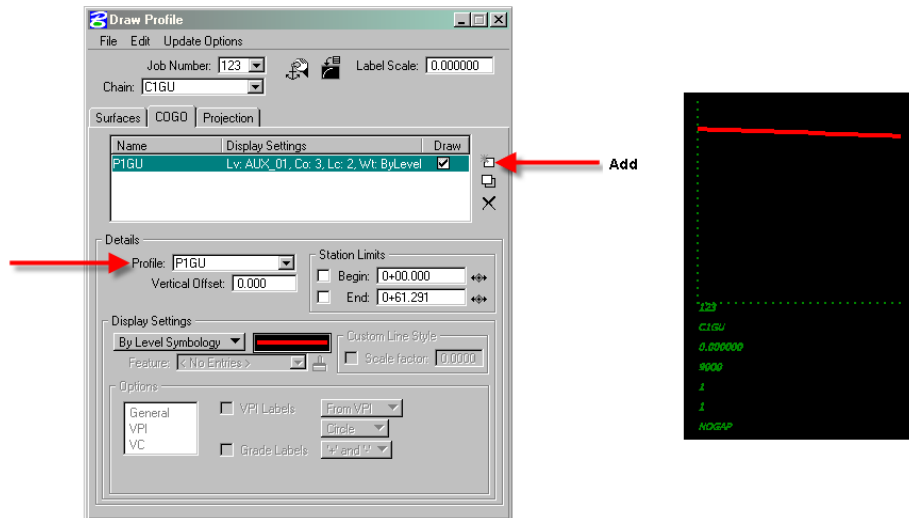 Draw Profile
File Edit Update Options
Job Number: 123 Label Scale: 0.000000
Chain: C1GU
Surfaces COGO Projection
Name Display Settings Draw
P1GU Lv: AUX_01, Co: 3, Lc: 2, Wt: ByLevel
Add
Details
Profile: P1GU
Vertical Offset: 0.000
Station Limits
Begin: 0+00.000
End: 0+61.291
Display Settings
By Level Symbology
Feature: < No Entries >
Custom Line Style
Scale factor: 0.0000
Options
General
VPI
VC
VPI Labels From VPI
Circle
Grade Labels '+' and '-'
123
C1GU
0.000000
9000
1
1
NOGAP